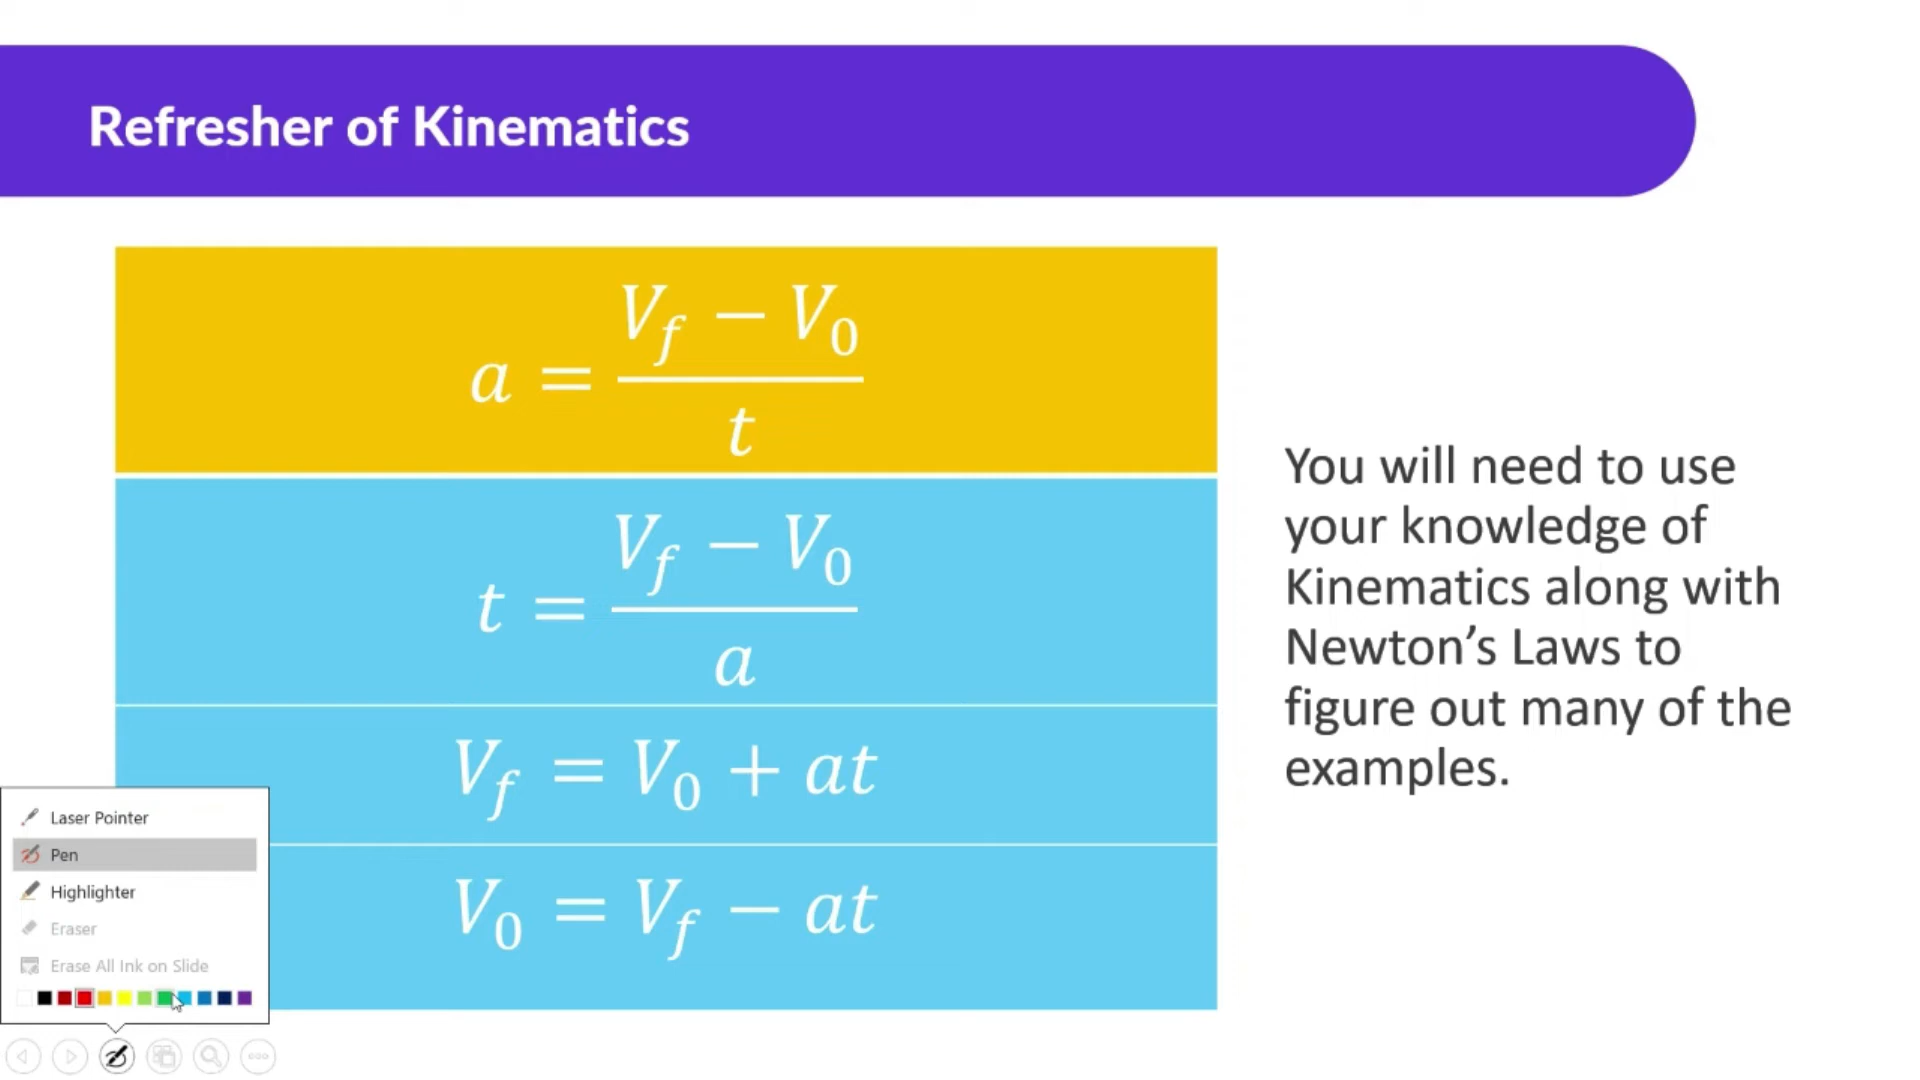 Refresher of Kinematics
a = \frac{V_f − V_0}{t}
t = \frac{V_f − V_0}{a}
V_f = V_0 + at
V_0 = V_f − at
You will need to use
your knowledge of
Kinematics along with
Newton’s Laws to
figure out many of the
examples.
Laser Pointer
Pen
Highlighter
Eraser
Erase All Ink on Slide